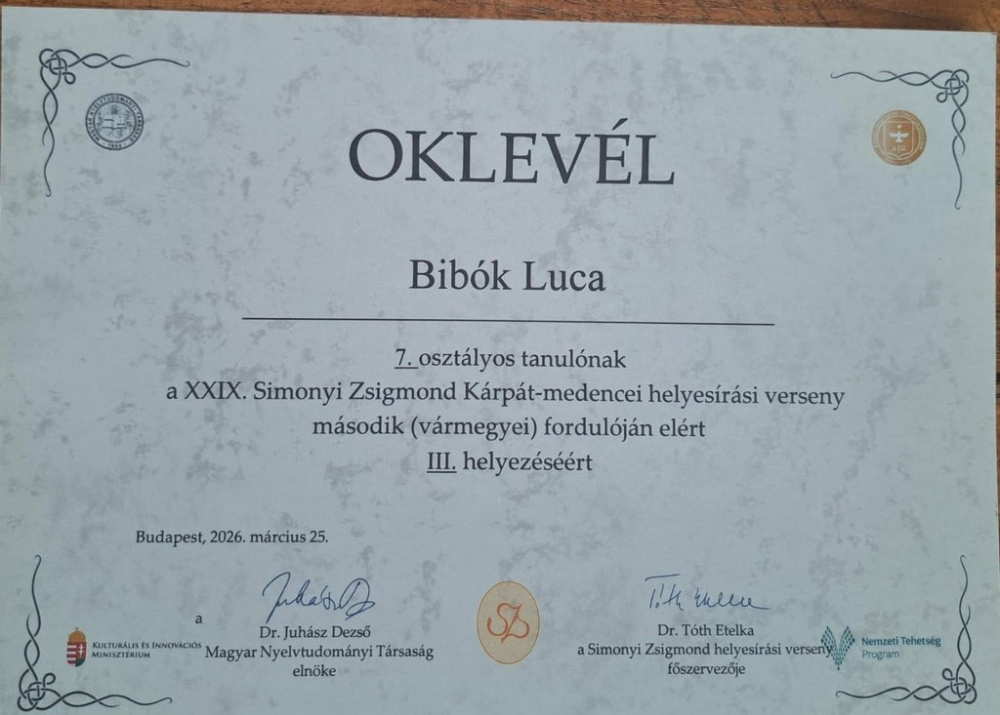 OKLEVÉL
Bibók Luca
7. osztályos tanulónak
a XXIX. Simonyi Zsigmond Kárpát-medencei helyesírási verseny
második (vármegyei) fordulóján elért
III. helyezéséért
Budapest, 2026. március 25.
a
Dr. Juhász Dezső
Magyar Nyelvtudományi Társaság
elnöke
SZ
Dr. Tóth Etelka
a Simonyi Zsigmond helyesírási verseny
főszervezője
KULTURÁLIS ÉS INNOVÁCIÓS
MINISZTÉRIUM
Nemzeti Tehetség
Program